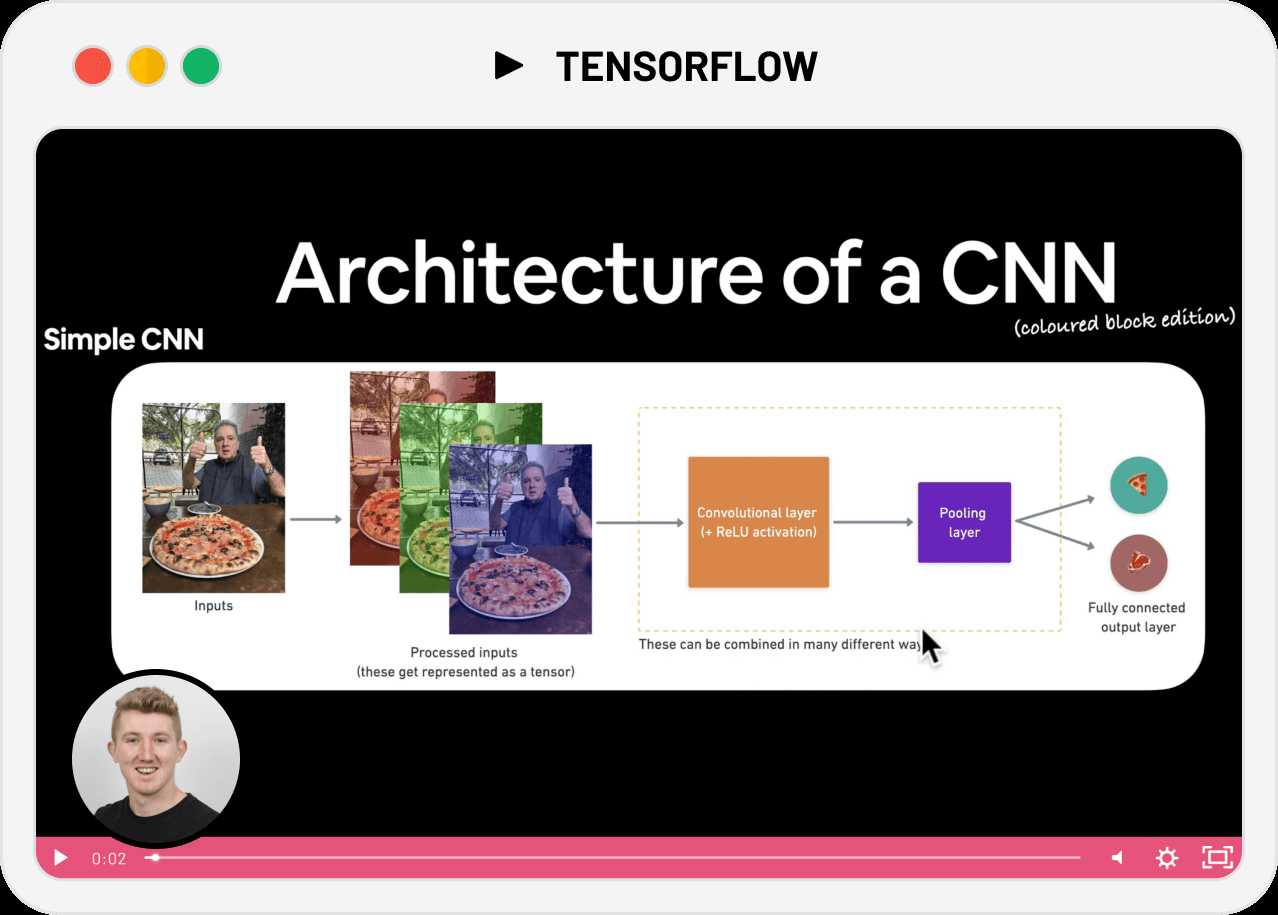 TENSORFLOW
Architecture of a CNN
(coloured block edition)
Simple CNN
Inputs
Processed inputs
(these get represented as a tensor)
Convolutional layer
(+ ReLU activation)
Pooling
layer
These can be combined in many different way
Fully connected
output layer
0:02